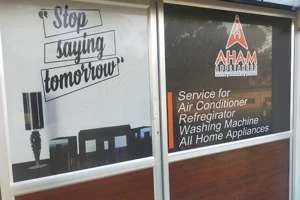 "Stop
saying
tomorrow"
AHAM
Service for
Air Conditioner
Refregirator
Washing Machine
All Home Appliances